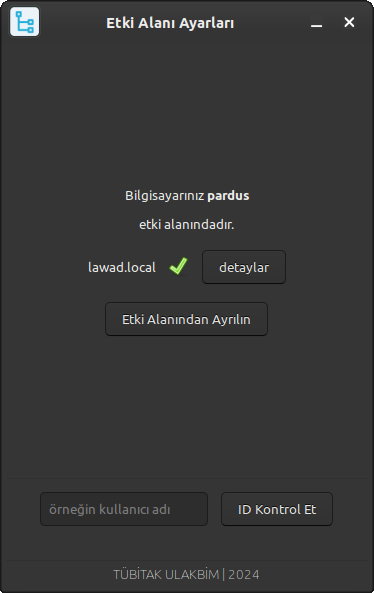 Etki Alanı Ayarları
Bilgisayarınız pardus
etki alanındadır.
lawad.local detaylar
Etki Alanından Ayrılın
örneğin kullanıcı adı ID Kontrol Et
TÜBİTAK ULAKBİM | 2024